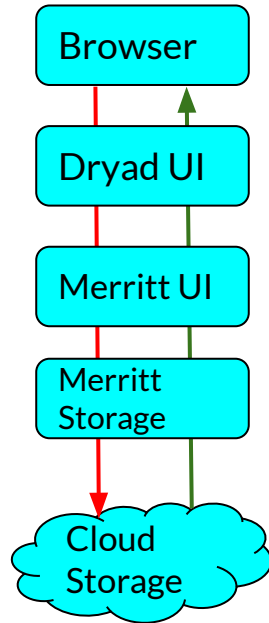 Browser
Dryad UI
Merritt UI
Merritt
Storage
Cloud
Storage